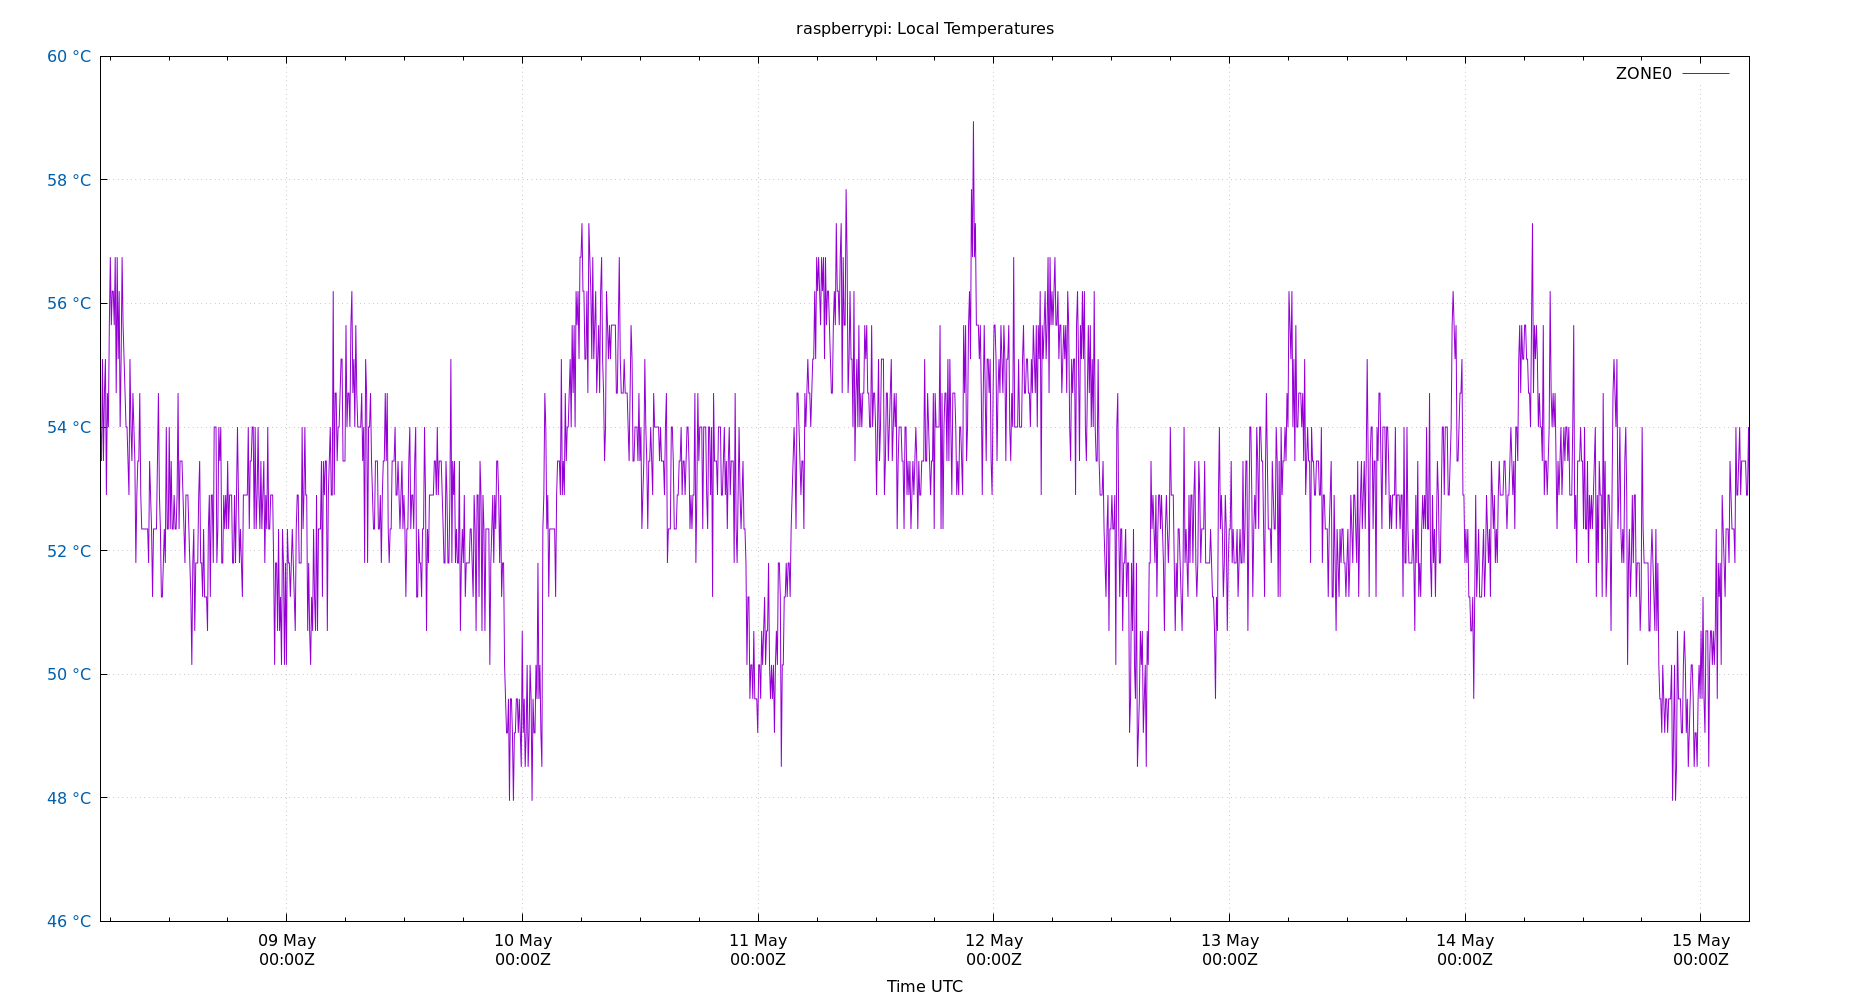 raspberrypi: Local Temperatures
60 °C
ZONE0
58 °C
56 °C
54 °C
52 °C
50 °C
48 °C
46 °C
09 May 10 May 11 May 12 May 13 May 14 May 15 May
00:00Z 00:00Z 00:00Z 00:00Z 00:00Z 00:00Z 00:00Z
Time UTC